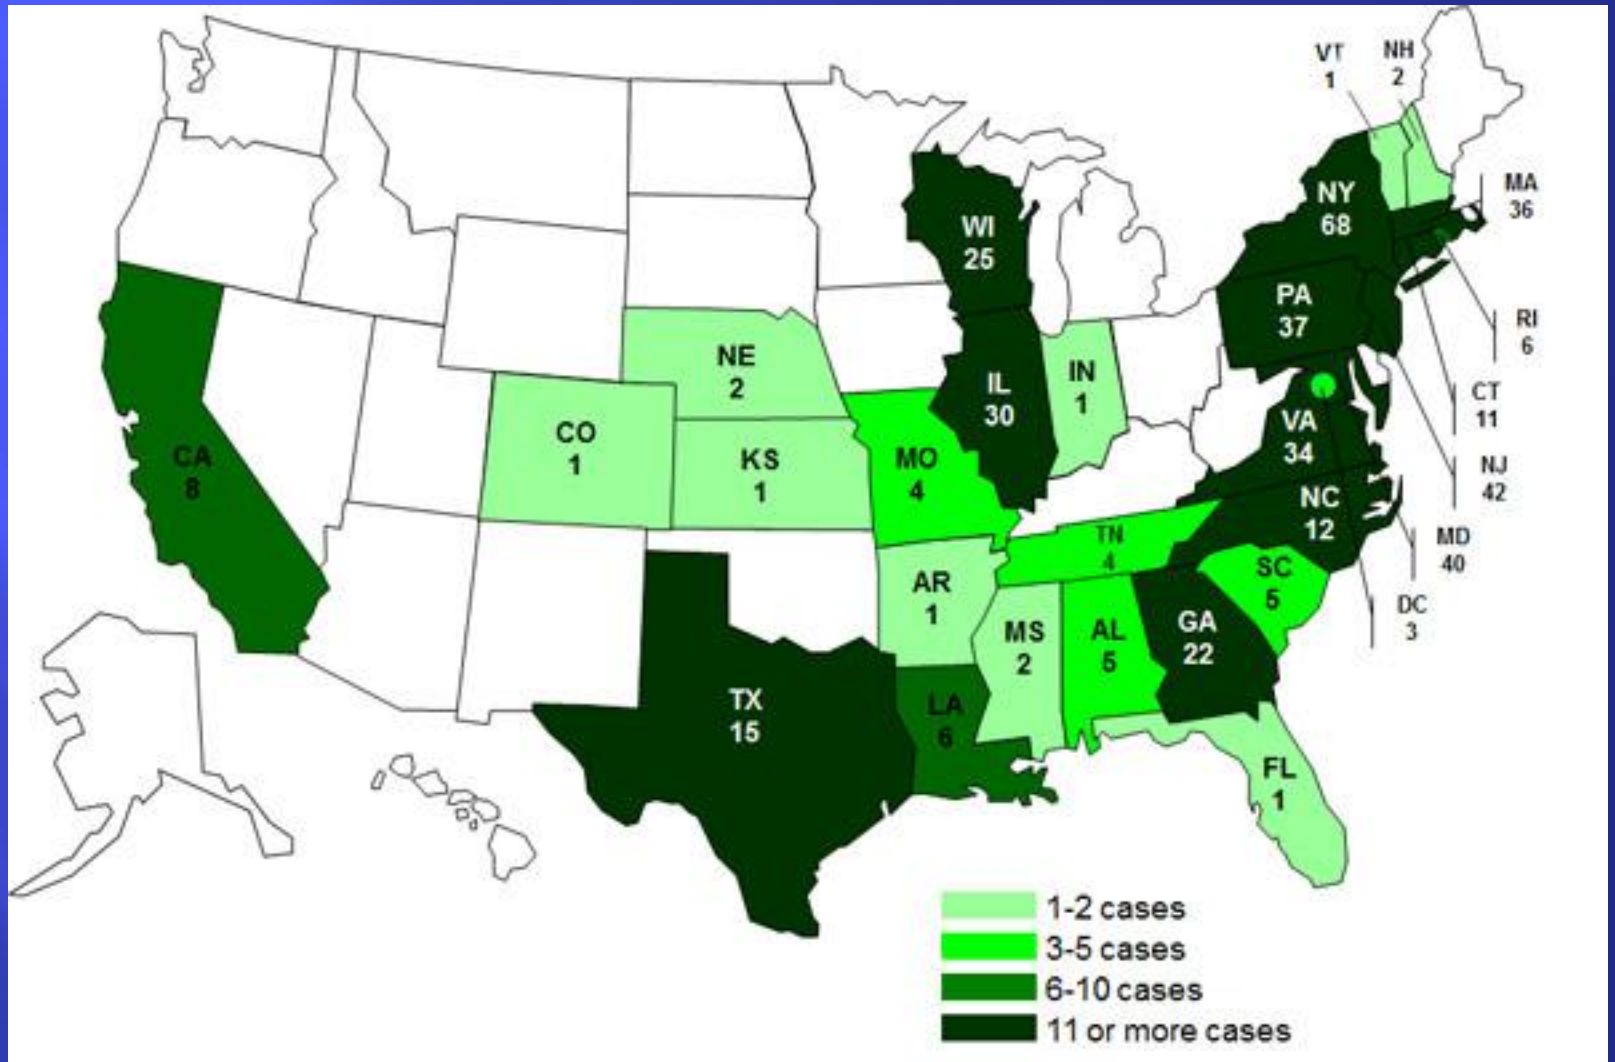 VT
1
NH
2
MA
36
NY
68
WI
25
PA
37
RI
6
NE
2
IL
30
IN
1
CT
11
CO
1
KS
1
MO
4
VA
34
CA
8
NJ
42
NC
12
MD
40
TN
4
SC
5
AR
1
DC
3
MS
2
AL
5
GA
22
TX
15
LA
6
FL
1
1-2 cases
3-5 cases
6-10 cases
11 or more cases